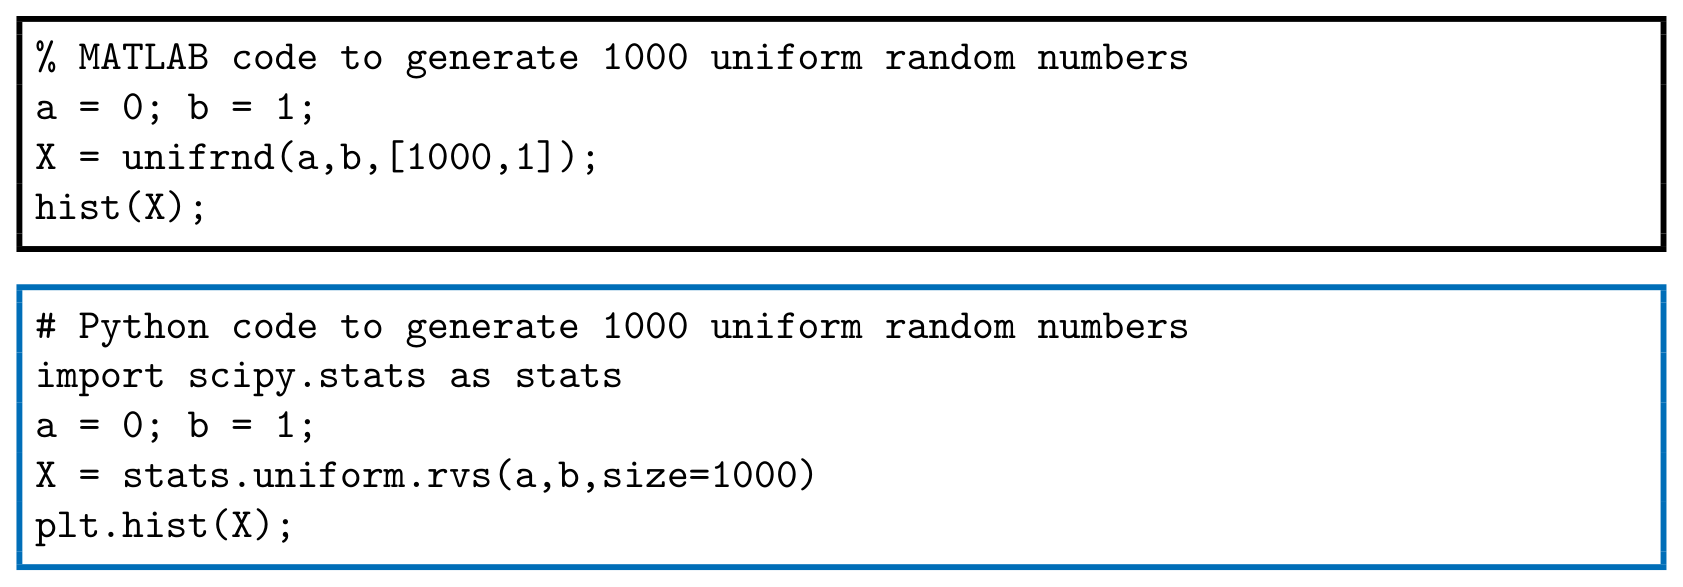 % MATLAB code to generate 1000 uniform random numbers
a = 0; b = 1;
X = unifrnd(a,b,[1000,1]);
hist(X);
# Python code to generate 1000 uniform random numbers
import scipy.stats as stats
a = 0; b = 1;
X = stats.uniform.rvs(a,b,size=1000)
plt.hist(X);